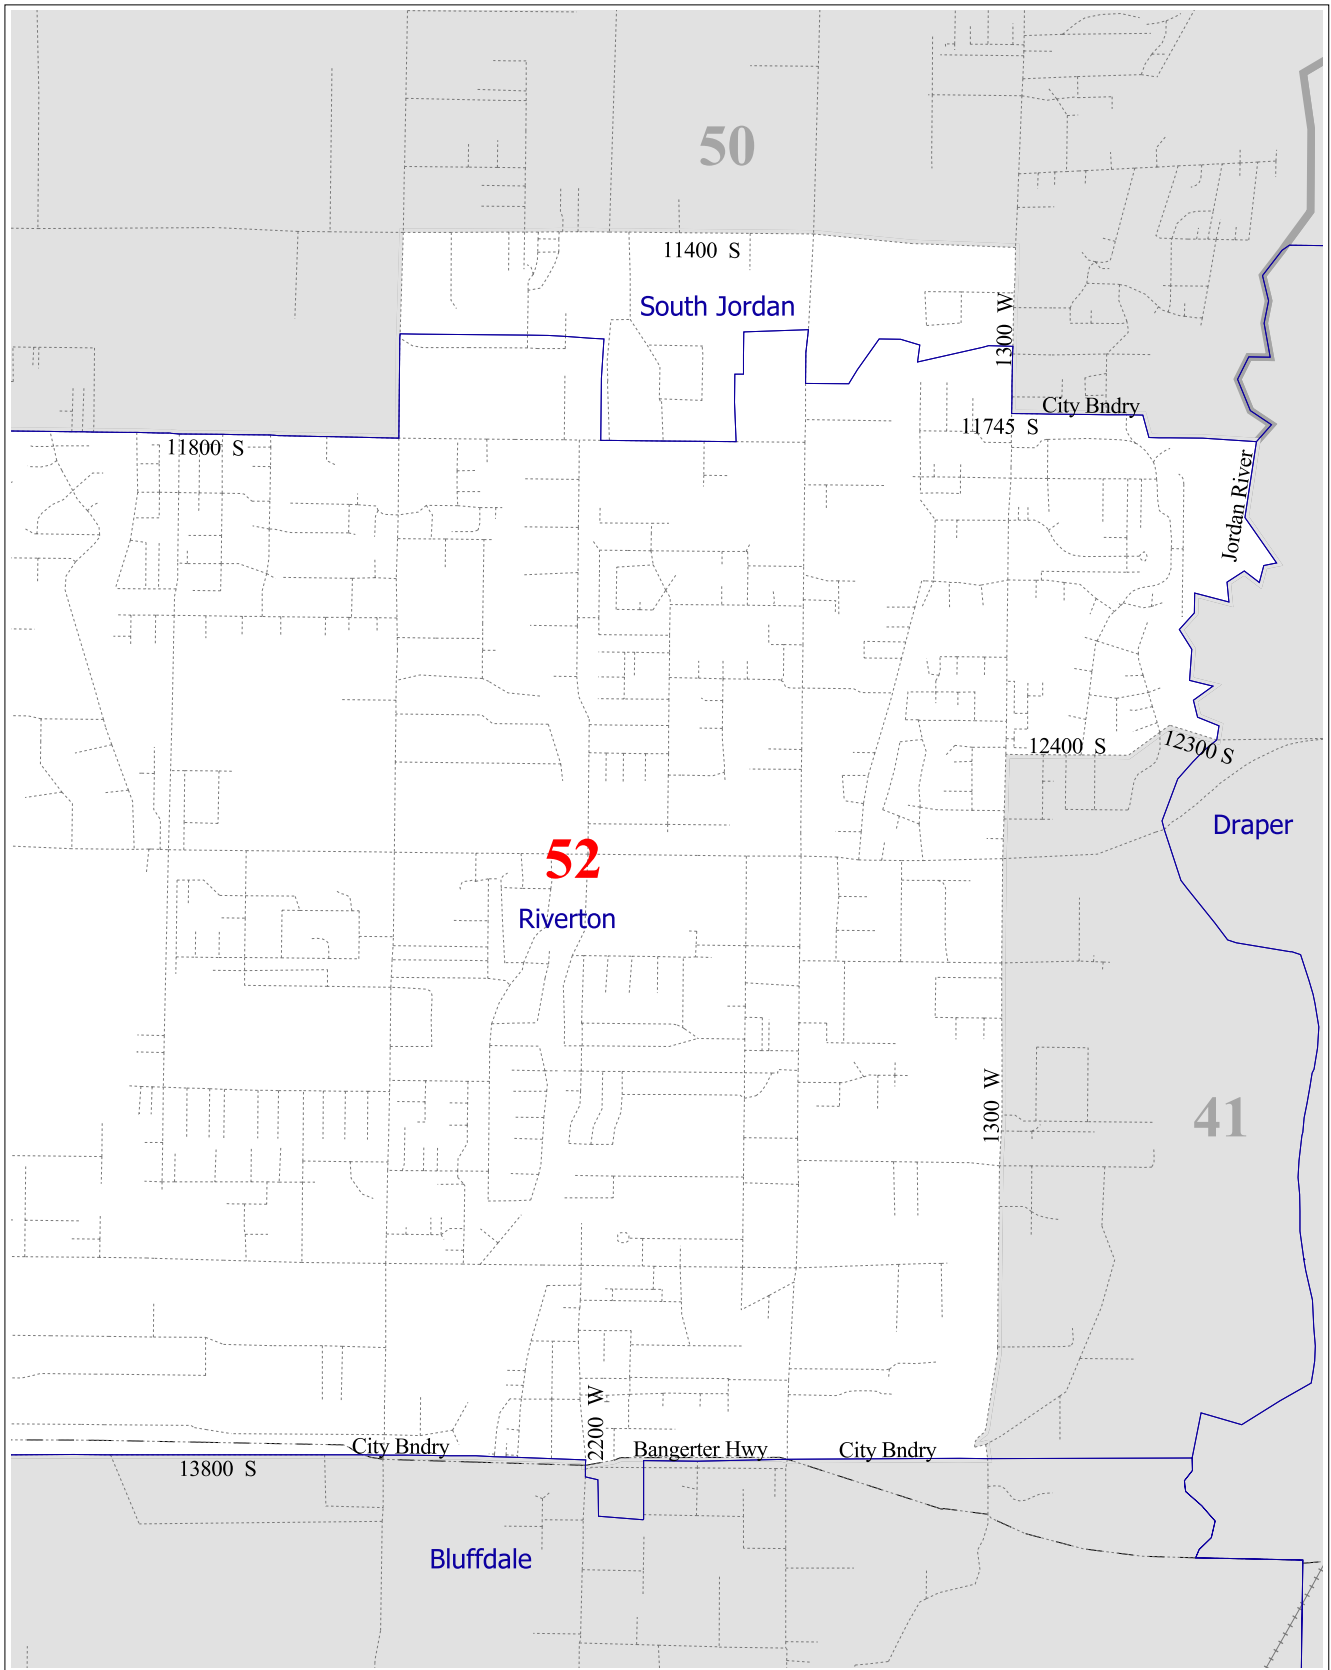 50
11400 S
South Jordan
1300 W
City Bndry
11745 S
11800 S
Jordan River
12400 S
12300 S
Draper
52
Riverton
1300 W
41
2200 W
City Bndry
Bangerter Hwy
City Bndry
13800 S
Bluffdale